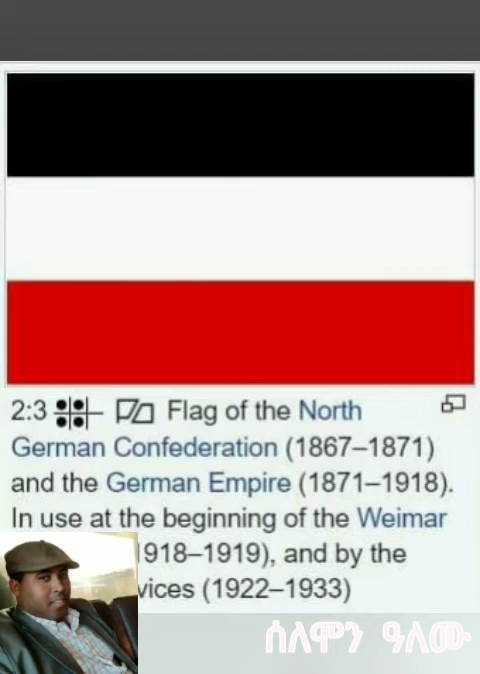 2:3 Flag of the North
German Confederation (1867–1871)
and the German Empire (1871–1918).
In use at the beginning of the Weimar
918–1919), and by the
vices (1922–1933)
ሰለሞን ዓለሙ